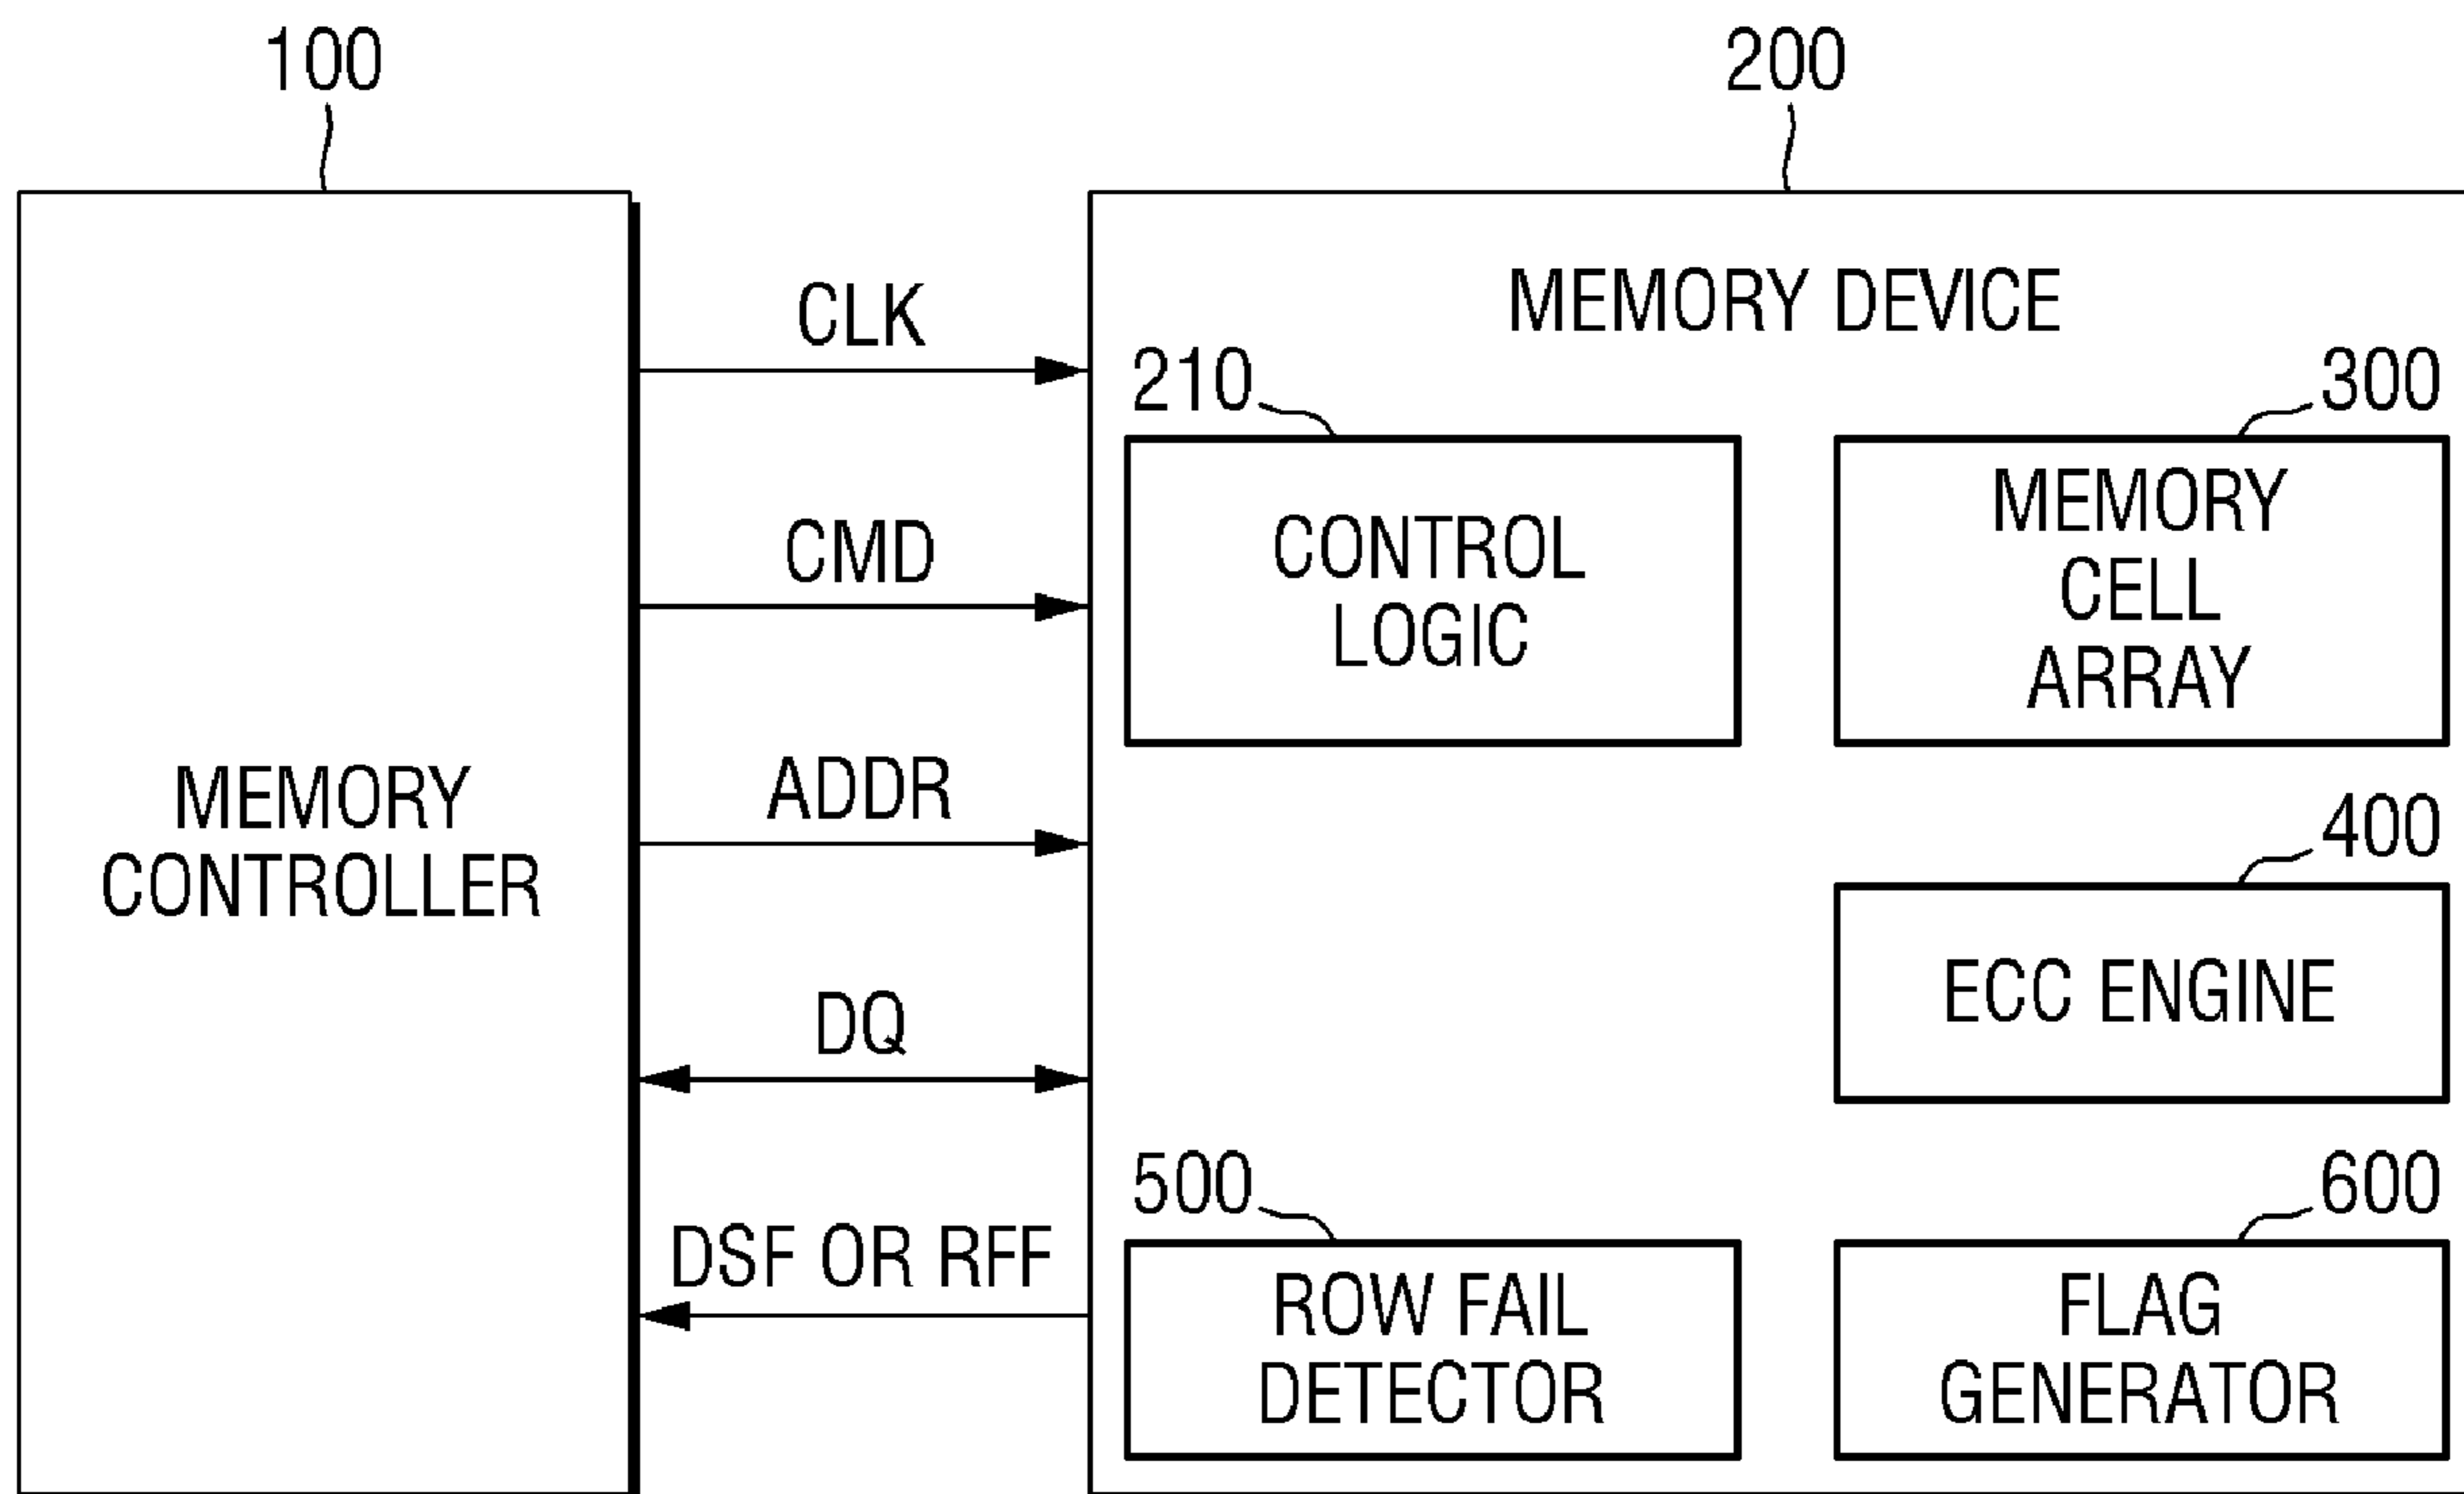 100
200
MEMORY
CONTROLLER
CLK
CMD
ADDR
DQ
DSF OR RFF
MEMORY DEVICE
210
CONTROL
LOGIC
300
MEMORY
CELL
ARRAY
400
ECC ENGINE
500
ROW FAIL
DETECTOR
600
FLAG
GENERATOR